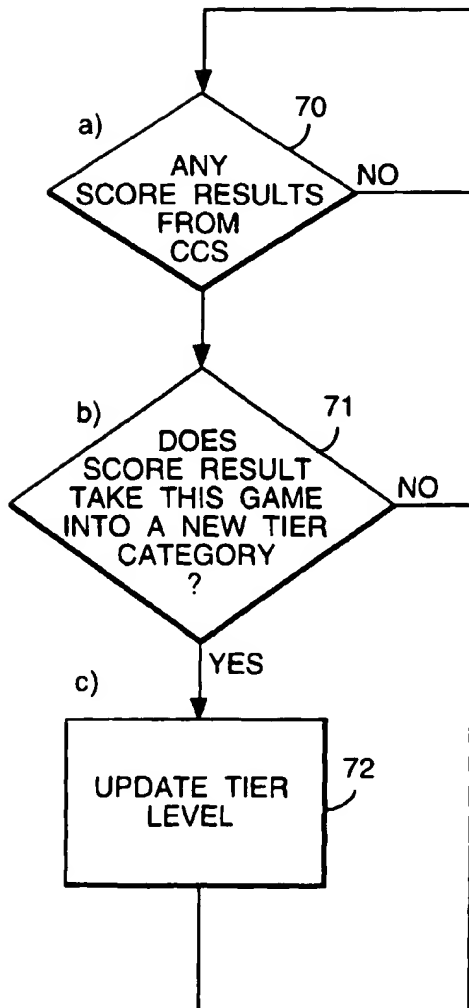 a)
70
ANY
SCORE RESULTS
FROM
CCS
NO
b)
71
DOES
SCORE RESULT
TAKE THIS GAME
INTO A NEW TIER
CATEGORY
?
NO
YES
c)
72
UPDATE TIER
LEVEL